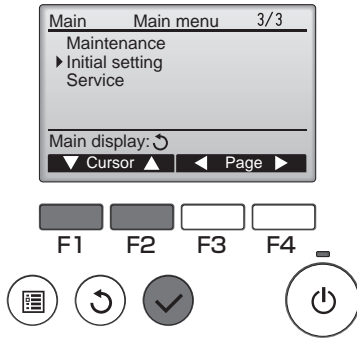 Main Main menu 3/3
Maintenance
Initial setting
Service
Main display:
Cursor Page
F1 F2 F3 F4